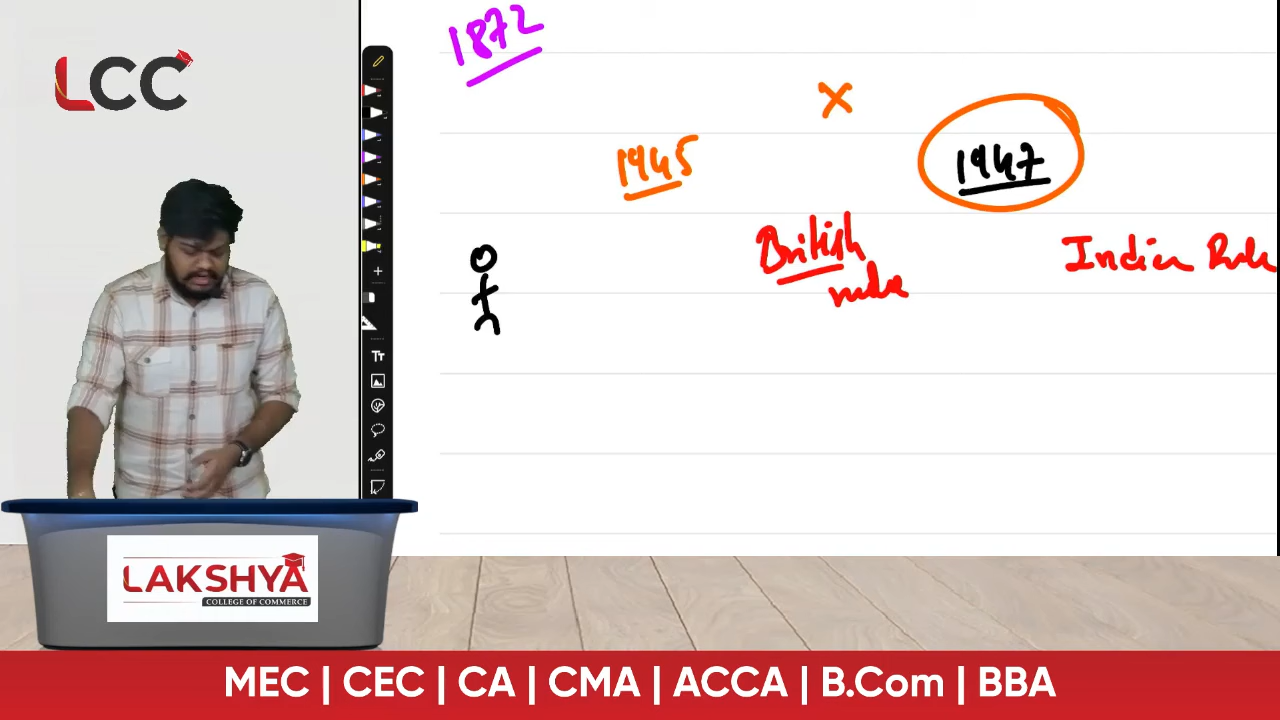 1872
LCC
X
1945
1947
British
rule
Indian Rule
TT
LAKSHYA
COLLEGE OF COMMERCE
MEC | CEC | CA | CMA | ACCA | B.Com | BBA